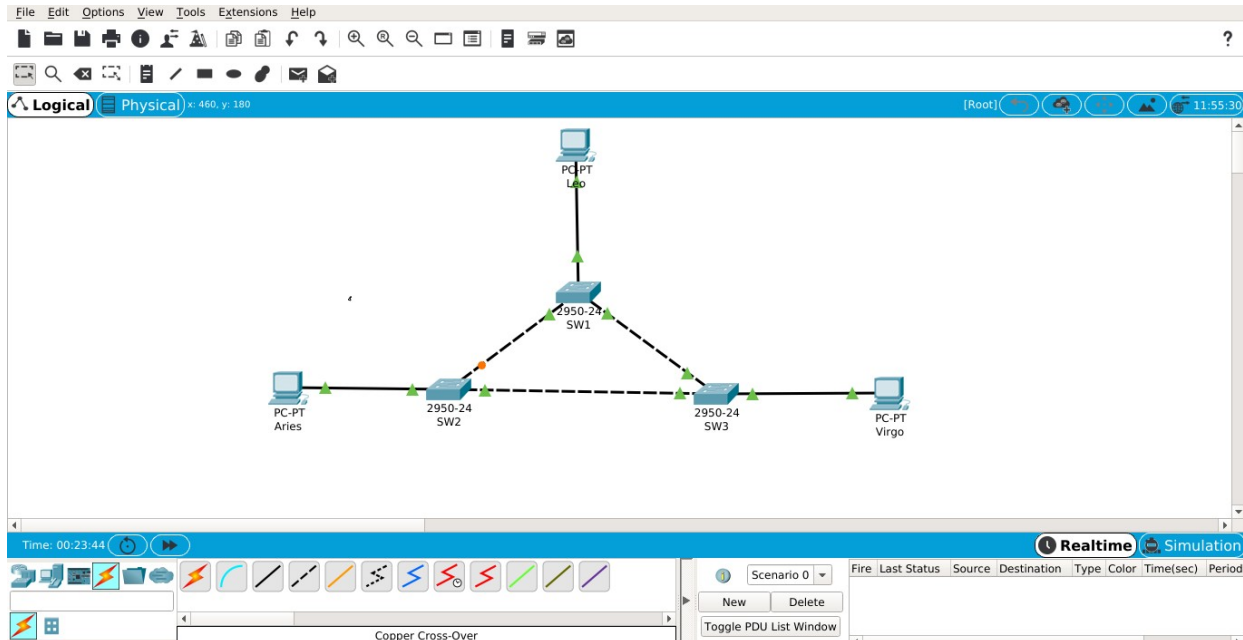 File Edit Options View Tools Extensions Help
?
Logical Physical x: 460, y: 180 [Root] 11:55:30
PC-PT
Leo
2950-24
SW1
PC-PT
Aries
2950-24
SW2
2950-24
SW3
PC-PT
Virgo
Time: 00:23:44 Realtime Simulation
Scenario 0 Fire Last Status Source Destination Type Color Time(sec) Period
New Delete
Toggle PDU List Window
Copper Cross-Over